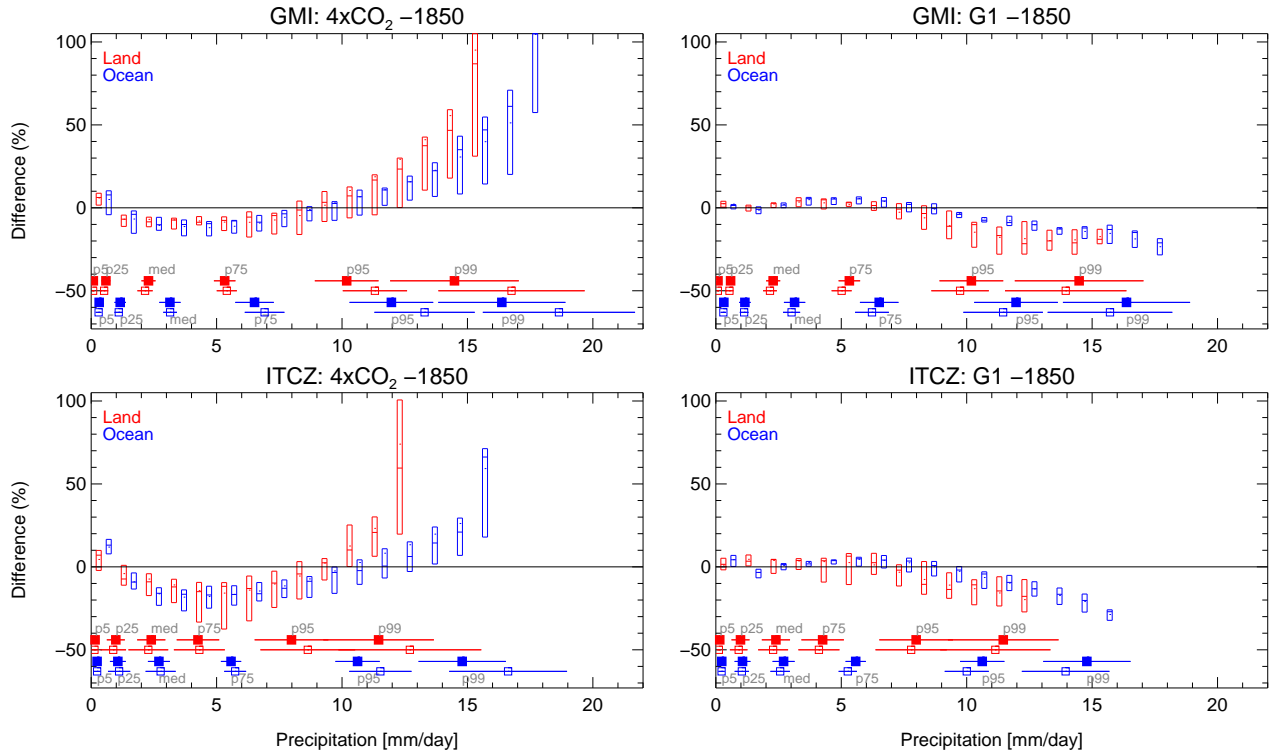 GMI: 4xCO₂ −1850
100
50
0
−50
Difference (%)
Land
Ocean
p5 p25 med p75 p95 p99
p5 p25 med p75 p95 p99
0 5 10 15 20
GMI: G1 −1850
100
50
0
−50
Land
Ocean
p5 p25 med p75 p95 p99
p5 p25 med p75 p95 p99
0 5 10 15 20
ITCZ: 4xCO₂ −1850
100
50
0
−50
Difference (%)
Land
Ocean
p5 p25 med p75 p95 p99
p5 p25 med p75 p95 p99
0 5 10 15 20
Precipitation [mm/day]
ITCZ: G1 −1850
100
50
0
−50
Land
Ocean
p5 p25 med p75 p95 p99
p5 p25 med p75 p95 p99
0 5 10 15 20
Precipitation [mm/day]